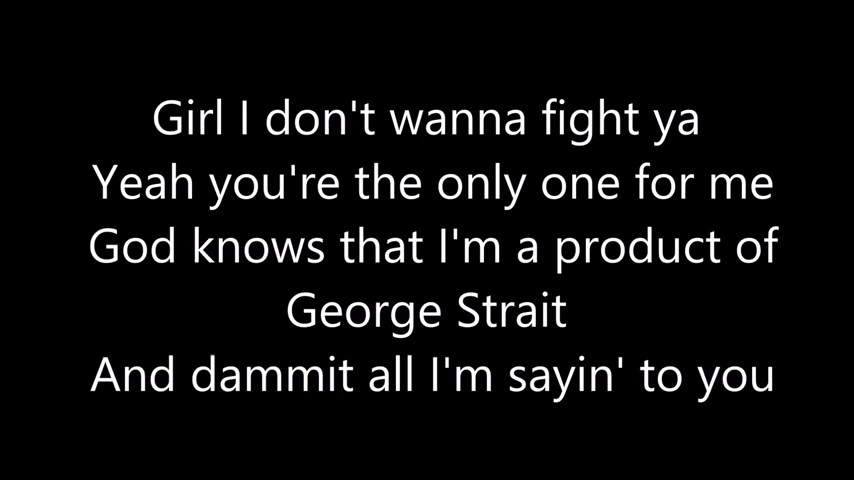 Girl I don't wanna fight ya
Yeah you're the only one for me
God knows that I'm a product of
George Strait
And dammit all I'm sayin' to you